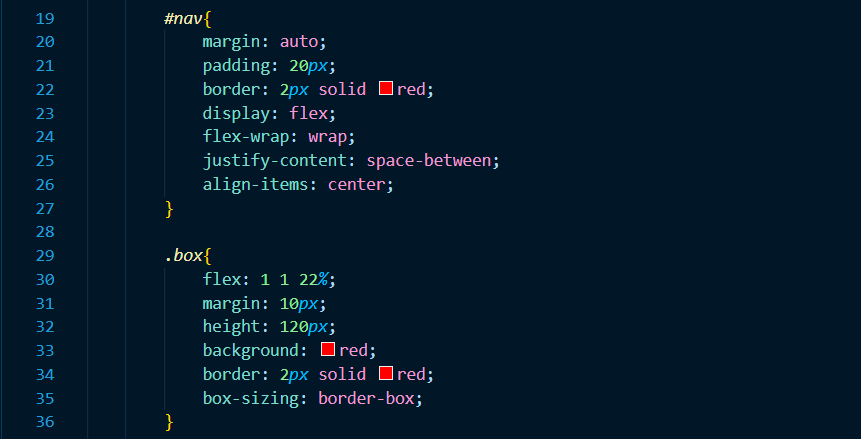 19 #nav{
20 margin: auto;
21 padding: 20px;
22 border: 2px solid red;
23 display: flex;
24 flex-wrap: wrap;
25 justify-content: space-between;
26 align-items: center;
27 }
28
29 .box{
30 flex: 1 1 22%;
31 margin: 10px;
32 height: 120px;
33 background: red;
34 border: 2px solid red;
35 box-sizing: border-box;
36 }